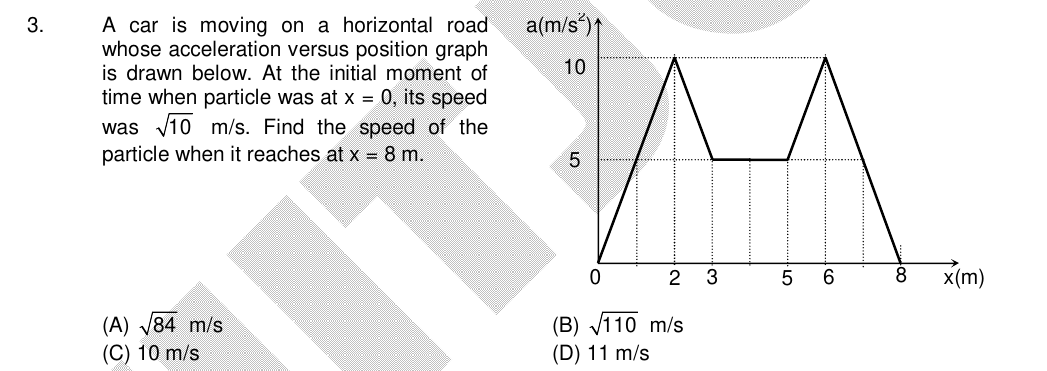 3. A car is moving on a horizontal road
whose acceleration versus position graph
is drawn below. At the initial moment of
time when particle was at x = 0, its speed
was √10 m/s. Find the speed of the
particle when it reaches at x = 8 m.
a(m/s²)
10
5
0 2 3 5 6 8 x(m)
(A) √84 m/s (B) √110 m/s
(C) 10 m/s (D) 11 m/s